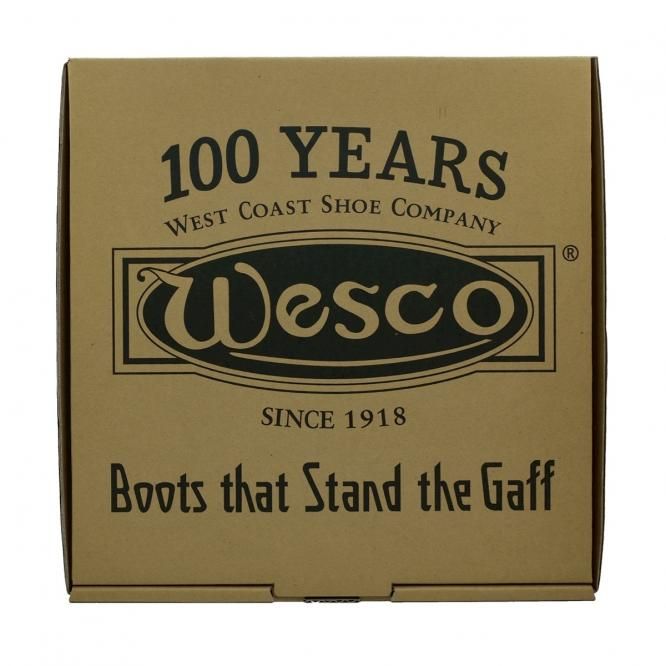 100 YEARS
WEST COAST SHOE COMPANY
Wesco ®
SINCE 1918
Boots that Stand the Gaff